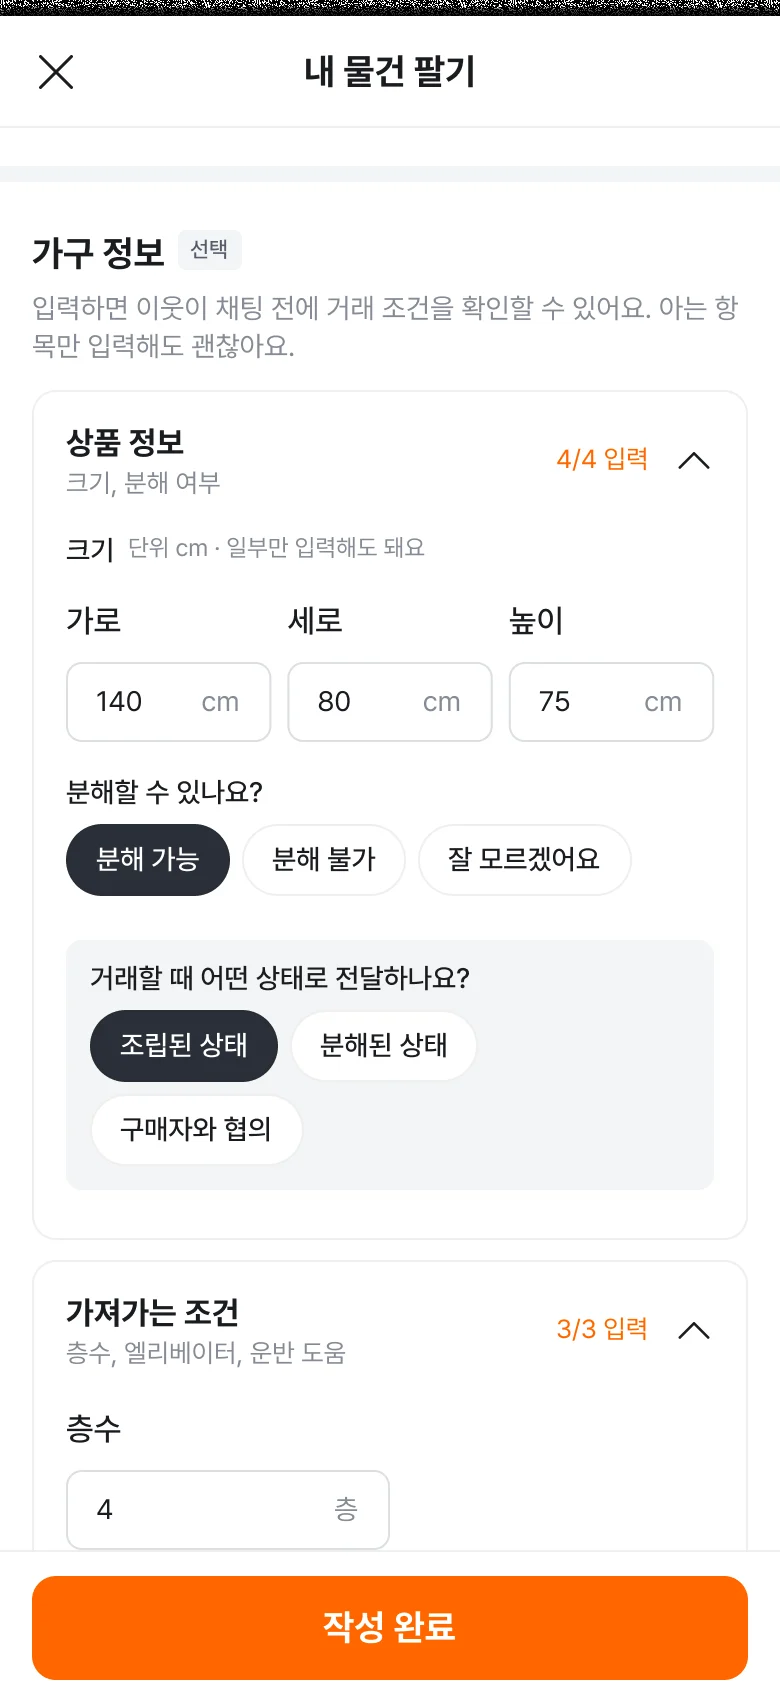 내 물건 팔기
가구 정보 선택
입력하면 이웃이 채팅 전에 거래 조건을 확인할 수 있어요. 아는 항
목만 입력해도 괜찮아요.
상품 정보
4/4 입력
크기, 분해 여부
크기 단위 cm · 일부만 입력해도 돼요
가로 세로 높이
140 cm 80 cm 75 cm
분해할 수 있나요?
분해 가능 분해 불가 잘 모르겠어요
거래할 때 어떤 상태로 전달하나요?
조립된 상태 분해된 상태
구매자와 협의
가져가는 조건
3/3 입력
층수, 엘리베이터, 운반 도움
층수
4 층
작성 완료